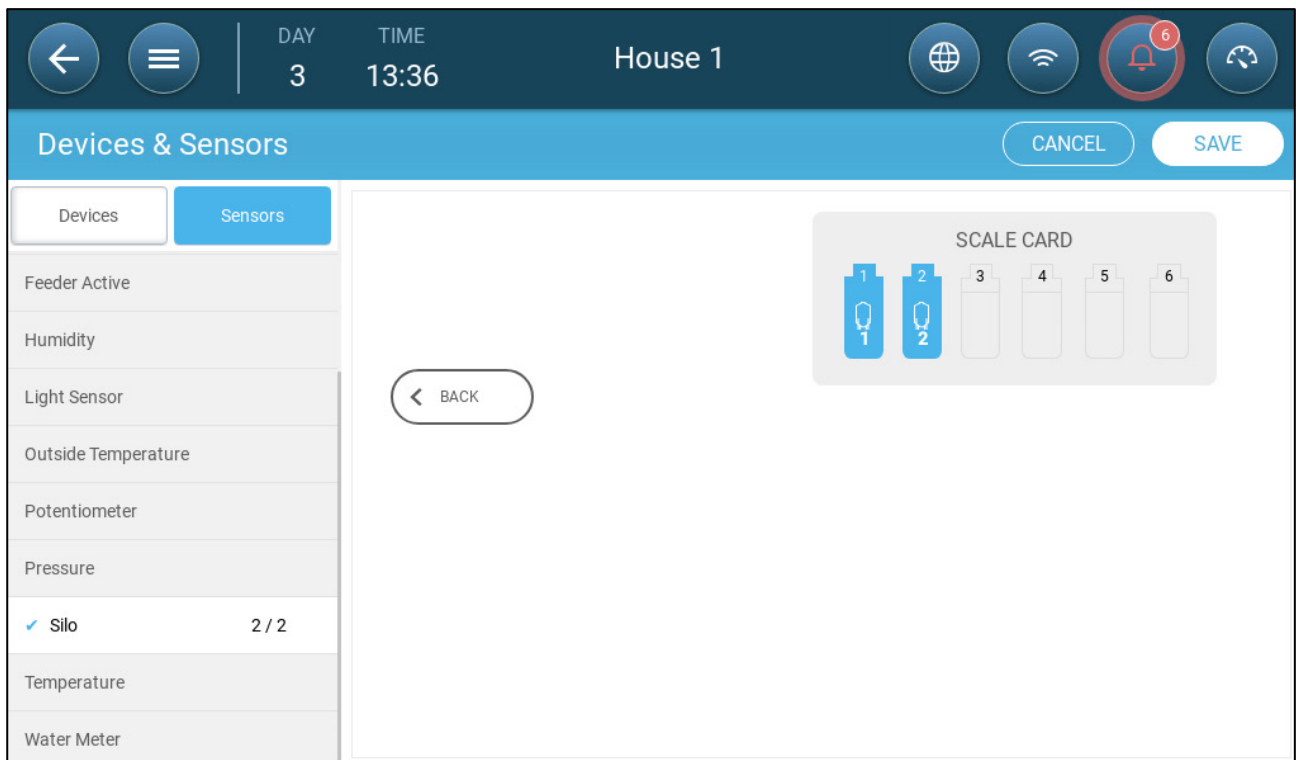 DAY
3
TIME
13:36
House 1
6
Devices & Sensors
CANCEL
SAVE
Devices
Sensors
Feeder Active
Humidity
Light Sensor
Outside Temperature
Potentiometer
Pressure
Silo 2 / 2
Temperature
Water Meter
BACK
SCALE CARD
1 2 3 4 5 6
1 2